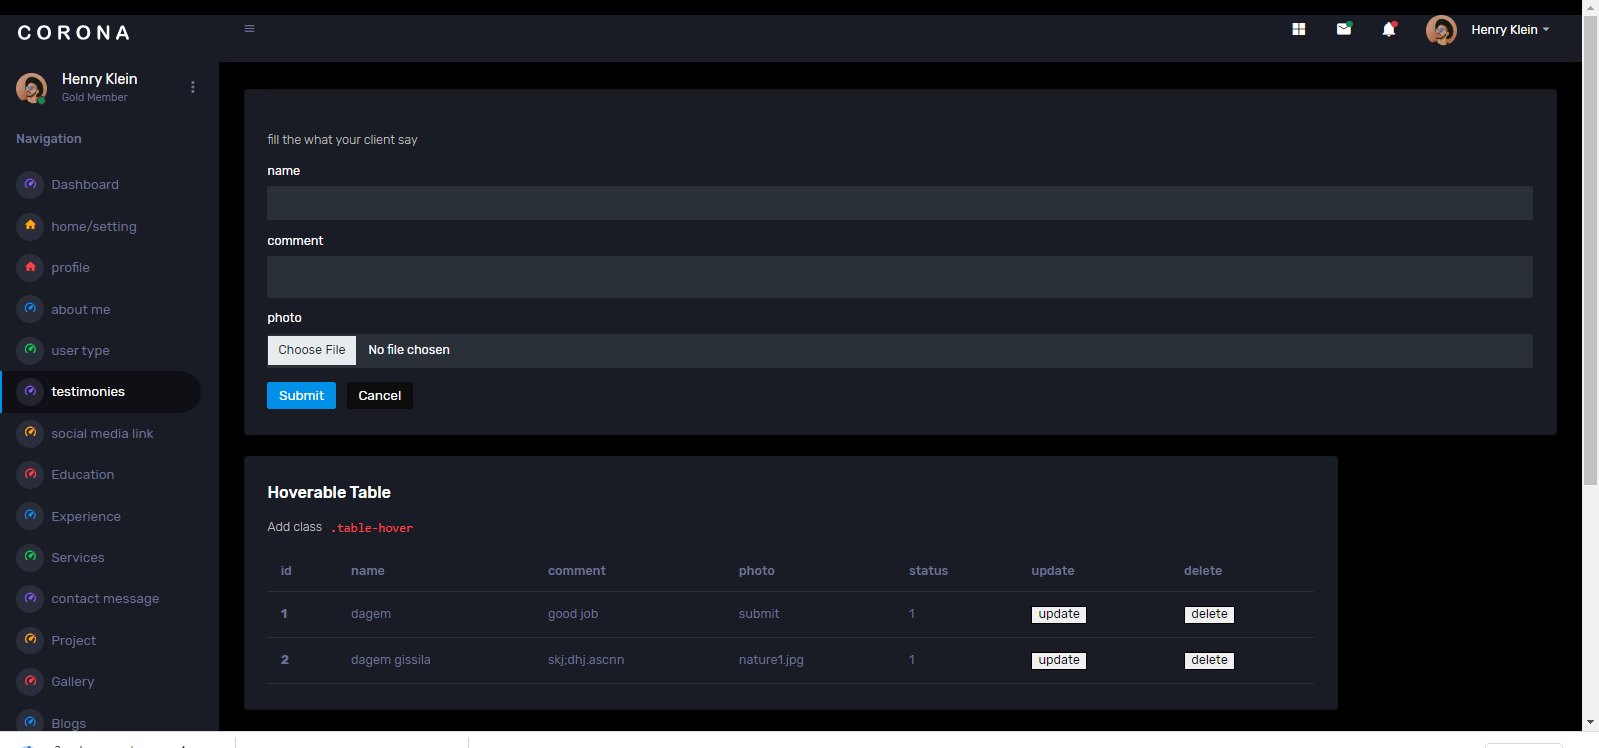 CORONA
Henry Klein
Henry Klein
Gold Member
Navigation
Dashboard
home/setting
profile
about me
user type
testimonies
social media link
Education
Experience
Services
contact message
Project
Gallery
Blogs
fill the what your client say
name
comment
photo
Choose File No file chosen
Submit Cancel
Hoverable Table
Add class .table-hover
id name comment photo status update delete
1 dagem good job submit 1 update delete
2 dagem gissila skj;dhj.ascnn nature1.jpg 1 update delete